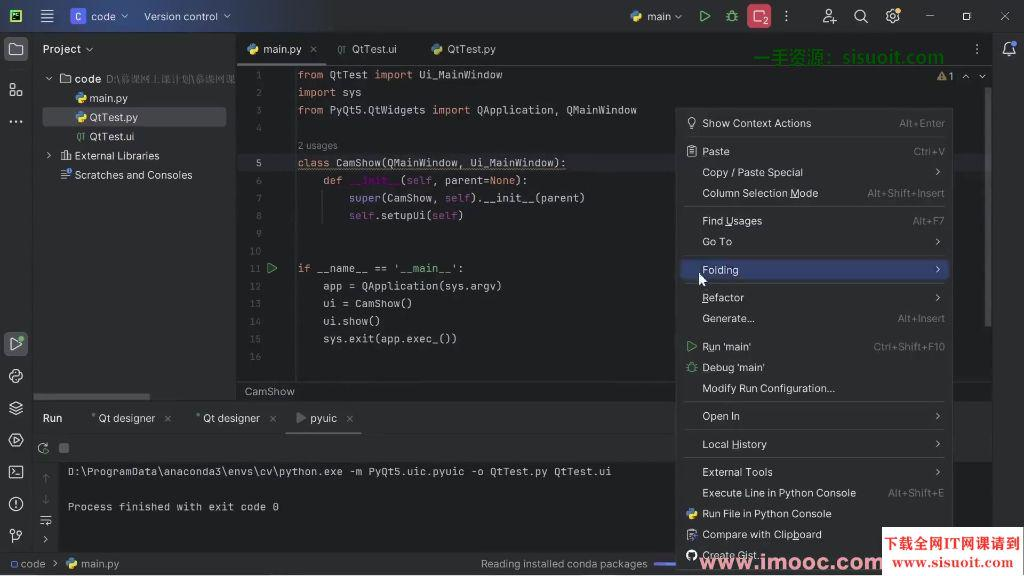 C code Version control main 2
Project
code D:\慕课网上课计划\慕课网课
main.py
QtTest.py
QtTest.ui
External Libraries
Scratches and Consoles
main.py QtTest.ui QtTest.py
一手资源：sisuoit.com
1
1 from QtTest import Ui_MainWindow
2 import sys
3 from PyQt5.QtWidgets import QApplication, QMainWindow
4
2 usages
5 class CamShow(QMainWindow, Ui_MainWindow):
6 def __init__(self, parent=None):
7 super(CamShow, self).__init__(parent)
8 self.setupUi(self)
9
10
11 if __name__ == '__main__':
12 app = QApplication(sys.argv)
13 ui = CamShow()
14 ui.show()
15 sys.exit(app.exec_())
16
CamShow
Show Context Actions Alt+Enter
Paste Ctrl+V
Copy / Paste Special
Column Selection Mode Alt+Shift+Insert
Find Usages Alt+F7
Go To
Folding
Refactor
Generate... Alt+Insert
Run 'main' Ctrl+Shift+F10
Debug 'main'
Modify Run Configuration...
Open In
Local History
External Tools
Execute Line in Python Console Alt+Shift+E
Run File in Python Console
Compare with Clipboard
Create Gist...
Run Qt designer Qt designer pyuic
D:\ProgramData\anaconda3\envs\cv\python.exe -m PyQt5.uic.pyuic -o QtTest.py QtTest.ui
Process finished with exit code 0
code main.py
Reading installed conda packages
www.imooc.com
下载全网IT网课请到
www.sisuoit.com